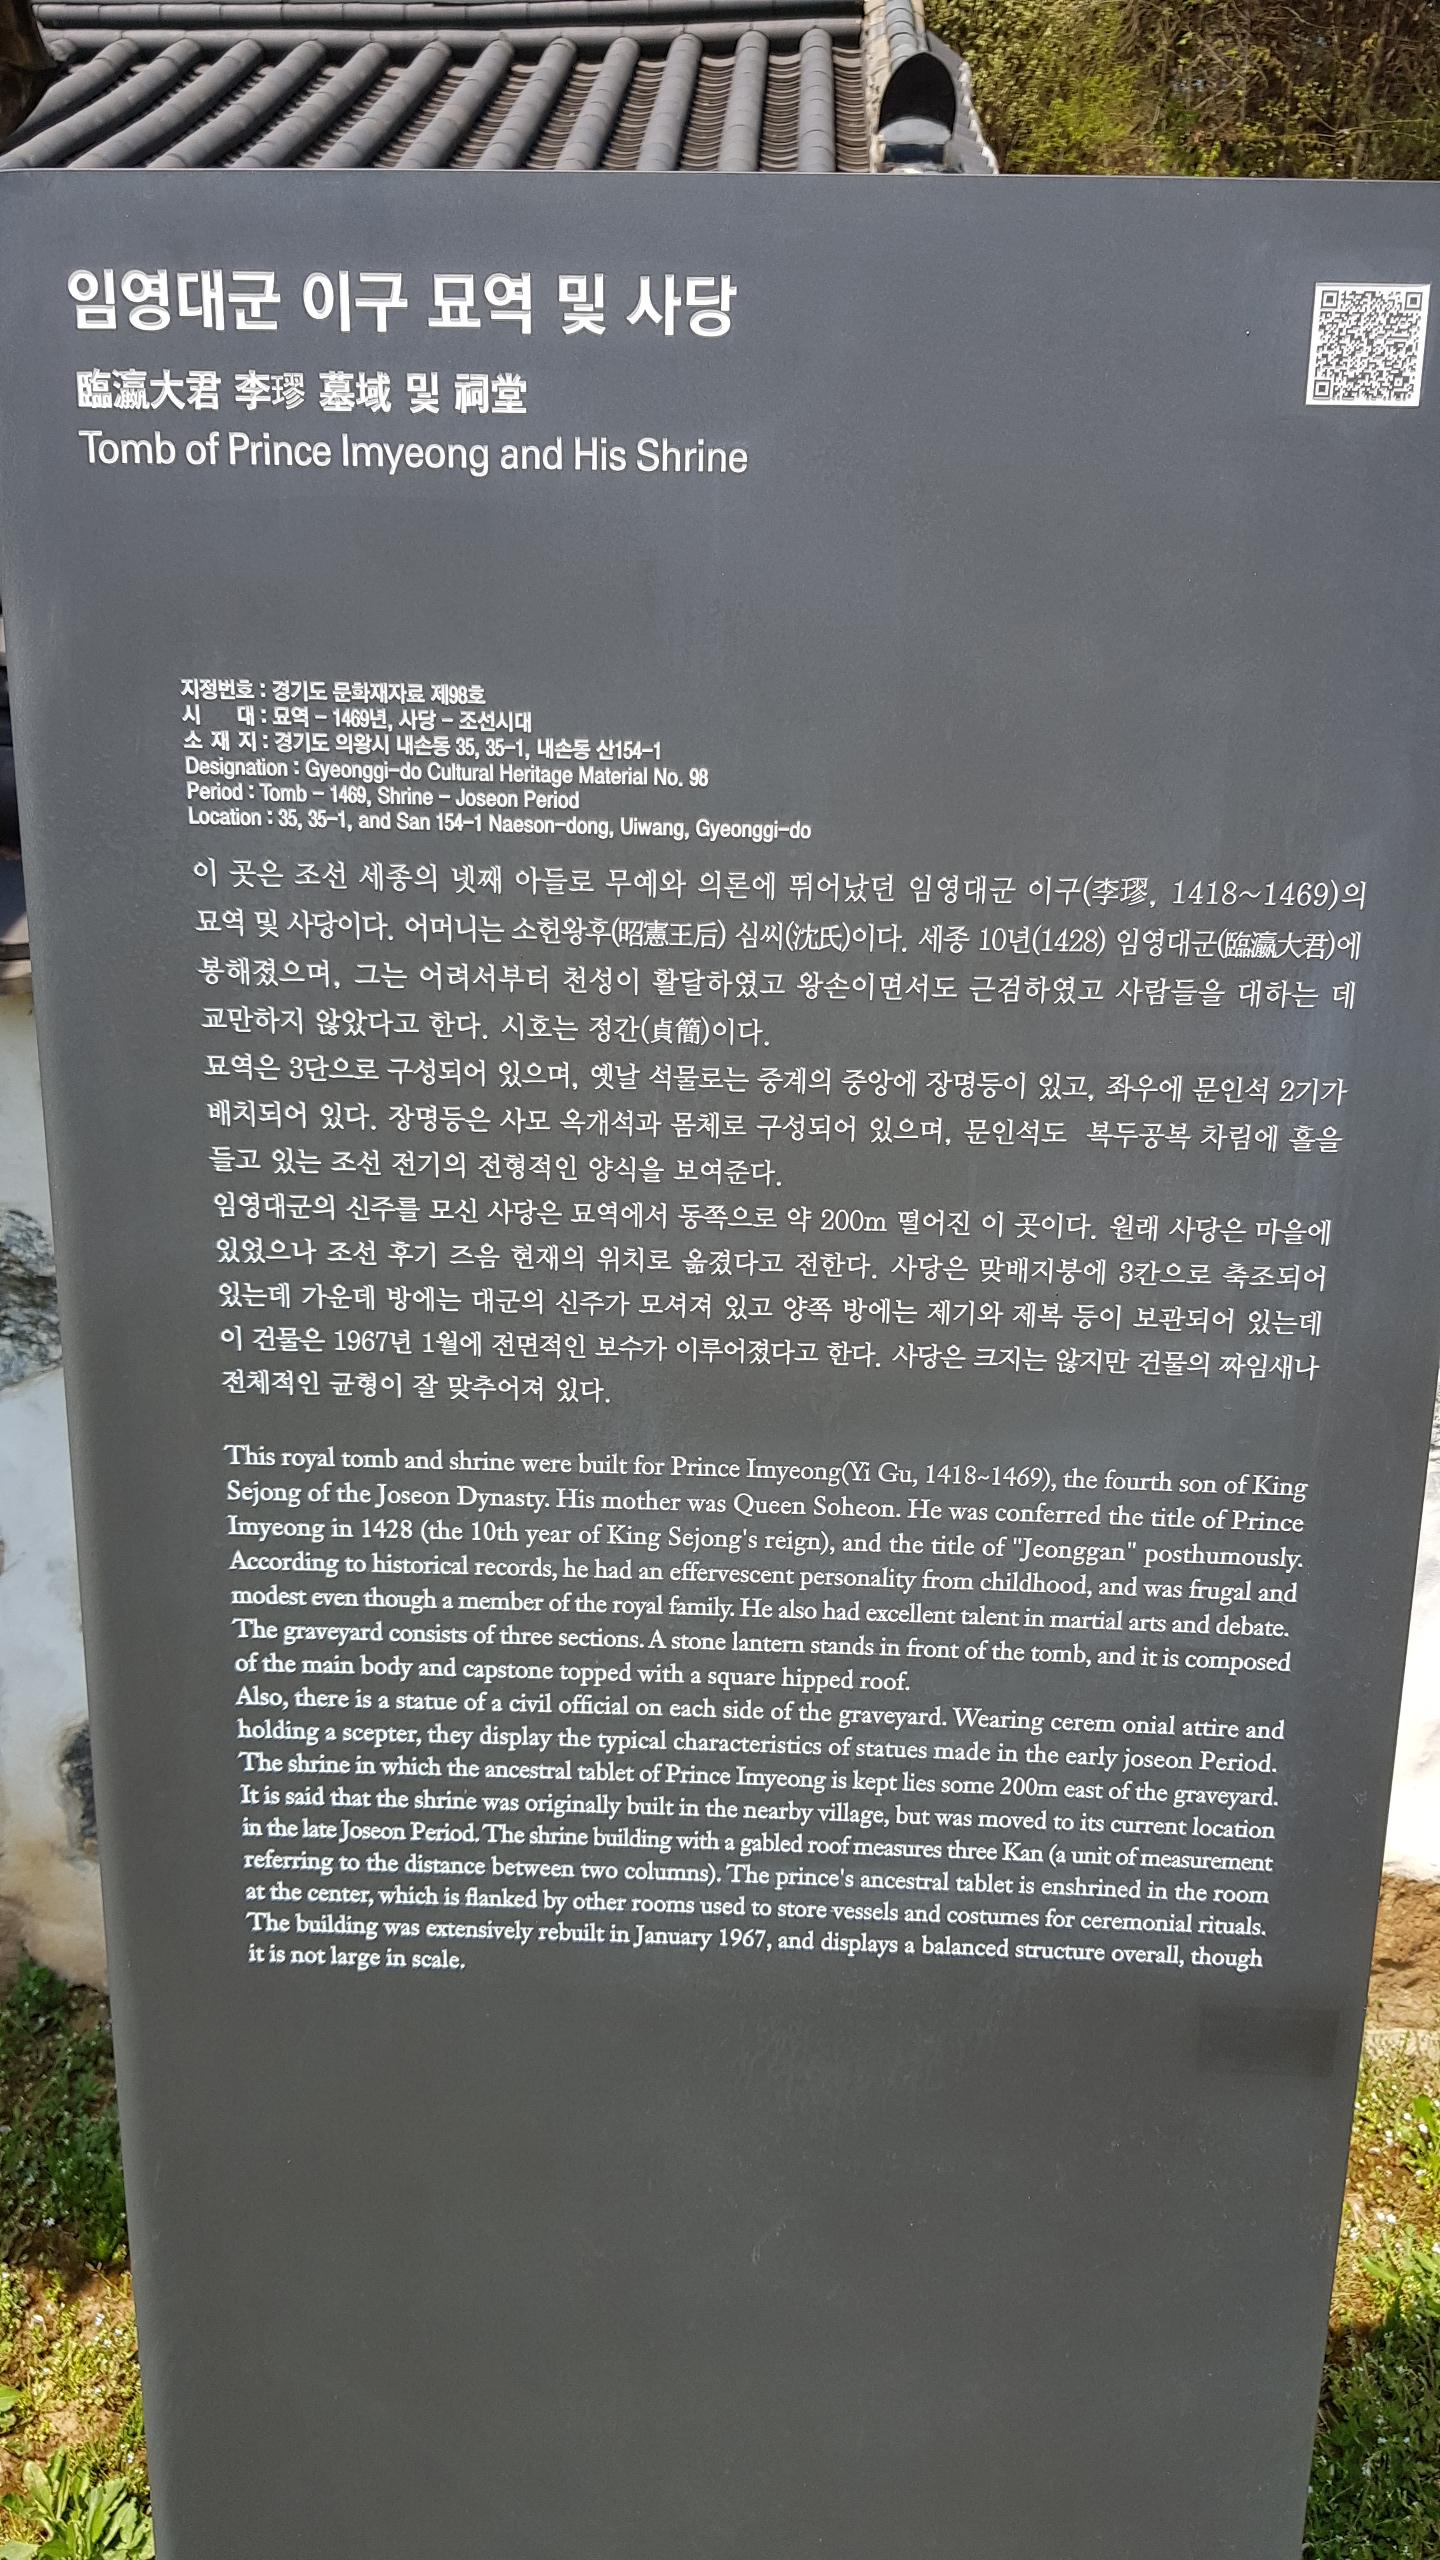 임영대군 이구 묘역 및 사당
臨瀛大君 李璆 墓域 및 祠堂
Tomb of Prince Imyeong and His Shrine
지정번호 : 경기도 문화재자료 제98호
시 대 : 묘역 - 1469년, 사당 - 조선시대
소 재 지 : 경기도 의왕시 내손동 35, 35-1, 내손동 산154-1
Designation : Gyeonggi-do Cultural Heritage Material No. 98
Period : Tomb - 1469, Shrine - Joseon Period
Location : 35, 35-1, and San 154-1 Naeson-dong, Uiwang, Gyeonggi-do
이 곳은 조선 세종의 넷째 아들로 무예와 의론에 뛰어났던 임영대군 이구(李璆, 1418~1469)의
묘역 및 사당이다. 어머니는 소헌왕후(昭憲王后) 심씨(沈氏)이다. 세종 10년(1428) 임영대군(臨瀛大君)에
봉해졌으며, 그는 어려서부터 천성이 활달하였고 왕손이면서도 근검하였고 사람들을 대하는 데
교만하지 않았다고 한다. 시호는 정간(貞簡)이다.
묘역은 3단으로 구성되어 있으며, 옛날 석물로는 중계의 중앙에 장명등이 있고, 좌우에 문인석 2기가
배치되어 있다. 장명등은 사모 옥개석과 몸체로 구성되어 있으며, 문인석도 복두공복 차림에 홀을
들고 있는 조선 전기의 전형적인 양식을 보여준다.
임영대군의 신주를 모신 사당은 묘역에서 동쪽으로 약 200m 떨어진 이 곳이다. 원래 사당은 마을에
있었으나 조선 후기 즈음 현재의 위치로 옮겼다고 전한다. 사당은 맞배지붕에 3칸으로 축조되어
있는데 가운데 방에는 대군의 신주가 모셔져 있고 양쪽 방에는 제기와 제복 등이 보관되어 있는데
이 건물은 1967년 1월에 전면적인 보수가 이루어졌다고 한다. 사당은 크지는 않지만 건물의 짜임새나
전체적인 균형이 잘 맞추어져 있다.
This royal tomb and shrine were built for Prince Imyeong(Yi Gu, 1418~1469), the fourth son of King
Sejong of the Joseon Dynasty. His mother was Queen Soheon. He was conferred the title of Prince
Imyeong in 1428 (the 10th year of King Sejong's reign), and the title of "Jeonggan" posthumously.
According to historical records, he had an effervescent personality from childhood, and was frugal and
modest even though a member of the royal family. He also had excellent talent in martial arts and debate.
The graveyard consists of three sections. A stone lantern stands in front of the tomb, and it is composed
of the main body and capstone topped with a square hipped roof.
Also, there is a statue of a civil official on each side of the graveyard. Wearing cerem onial attire and
holding a scepter, they display the typical characteristics of statues made in the early joseon Period.
The shrine in which the ancestral tablet of Prince Imyeong is kept lies some 200m east of the graveyard.
It is said that the shrine was originally built in the nearby village, but was moved to its current location
in the late Joseon Period. The shrine building with a gabled roof measures three Kan (a unit of measurement
referring to the distance between two columns). The prince's ancestral tablet is enshrined in the room
at the center, which is flanked by other rooms used to store vessels and costumes for ceremonial rituals.
The building was extensively rebuilt in January 1967, and displays a balanced structure overall, though
it is not large in scale.